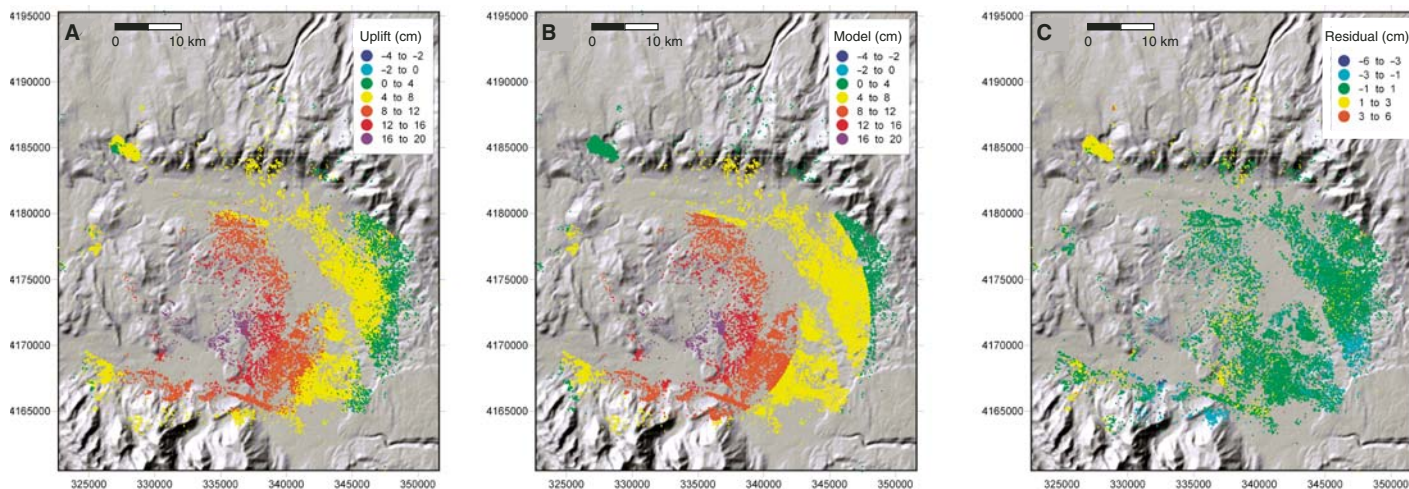 A
0 10 km
Uplift (cm)
−4 to −2
−2 to 0
0 to 4
4 to 8
8 to 12
12 to 16
16 to 20
4195000
4190000
4185000
4180000
4175000
4170000
4165000
325000 330000 335000 340000 345000 350000
B
0 10 km
Model (cm)
−4 to −2
−2 to 0
0 to 4
4 to 8
8 to 12
12 to 16
16 to 20
4195000
4190000
4185000
4180000
4175000
4170000
4165000
325000 330000 335000 340000 345000 350000
C
0 10 km
Residual (cm)
−6 to −3
−3 to −1
−1 to 1
1 to 3
3 to 6
4195000
4190000
4185000
4180000
4175000
4170000
4165000
325000 330000 335000 340000 345000 350000